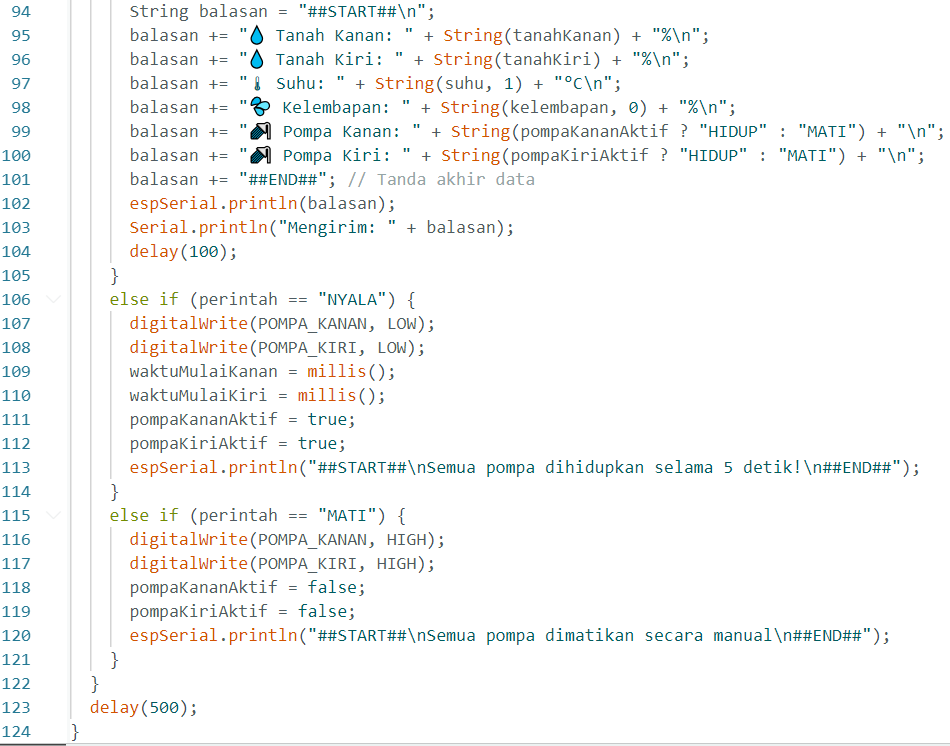 94 String balasan = "##START##\n";
95 balasan += "💧 Tanah Kanan: " + String(tanahKanan) + "%\n";
96 balasan += "💧 Tanah Kiri: " + String(tanahKiri) + "%\n";
97 balasan += "🌡 Suhu: " + String(suhu, 1) + "°C\n";
98 balasan += " Kelembapan: " + String(kelembapan, 0) + "%\n";
99 balasan += "🚿 Pompa Kanan: " + String(pompaKananAktif ? "HIDUP" : "MATI") + "\n";
100 balasan += "🚿 Pompa Kiri: " + String(pompaKiriAktif ? "HIDUP" : "MATI") + "\n";
101 balasan += "##END##"; // Tanda akhir data
102 espSerial.println(balasan);
103 Serial.println("Mengirim: " + balasan);
104 delay(100);
105 }
106 else if (perintah == "NYALA") {
107 digitalWrite(POMPA_KANAN, LOW);
108 digitalWrite(POMPA_KIRI, LOW);
109 waktuMulaiKanan = millis();
110 waktuMulaiKiri = millis();
111 pompaKananAktif = true;
112 pompaKiriAktif = true;
113 espSerial.println("##START##\nSemua pompa dihidupkan selama 5 detik!\n##END##");
114 }
115 else if (perintah == "MATI") {
116 digitalWrite(POMPA_KANAN, HIGH);
117 digitalWrite(POMPA_KIRI, HIGH);
118 pompaKananAktif = false;
119 pompaKiriAktif = false;
120 espSerial.println("##START##\nSemua pompa dimatikan secara manual\n##END##");
121 }
122 }
123 delay(500);
124 }